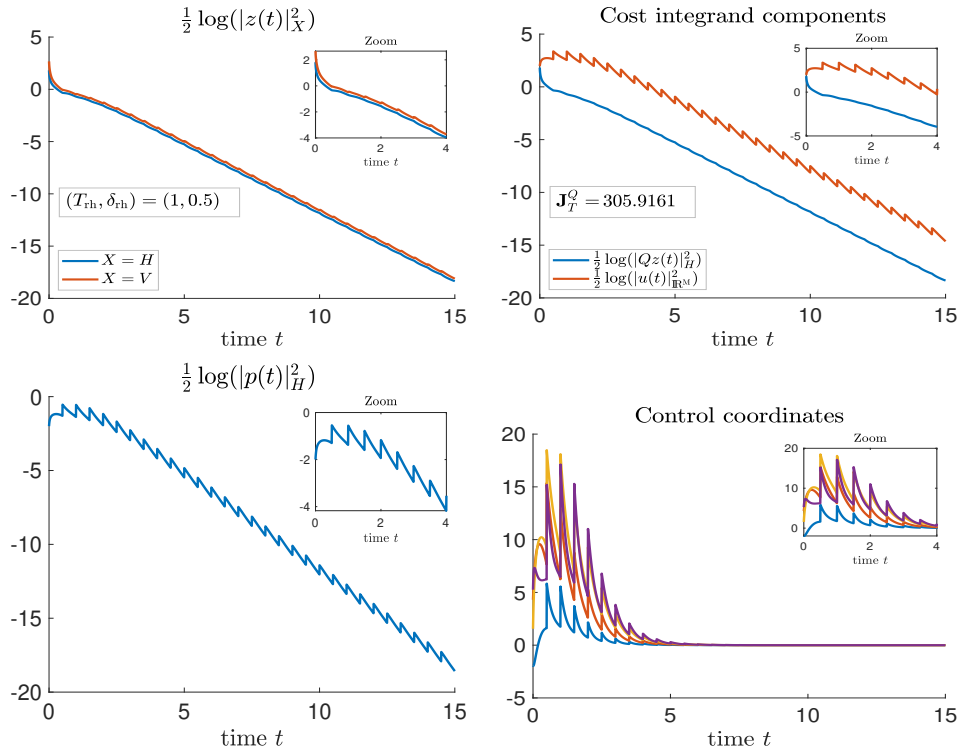 ½ log(|z(t)|²_X)
5
0
-5
-10
-15
-20
0 5 10 15
time t
Zoom
2
0
-2
-4
0 2 4
time t
(T_rh, δ_rh) = (1, 0.5)
X = H
X = V
Cost integrand components
5
0
-5
-10
-15
-20
0 5 10 15
time t
Zoom
5
0
-5
0 2 4
time t
J^Q_T = 305.9161
½ log(|Qz(t)|²_H)
½ log(|u(t)|²_ℝᴹ)
½ log(|p(t)|²_H)
0
-5
-10
-15
-20
0 5 10 15
time t
Zoom
0
-2
-4
0 2 4
time t
Control coordinates
20
15
10
5
0
-5
0 5 10 15
time t
Zoom
20
10
0
0 2 4
time t